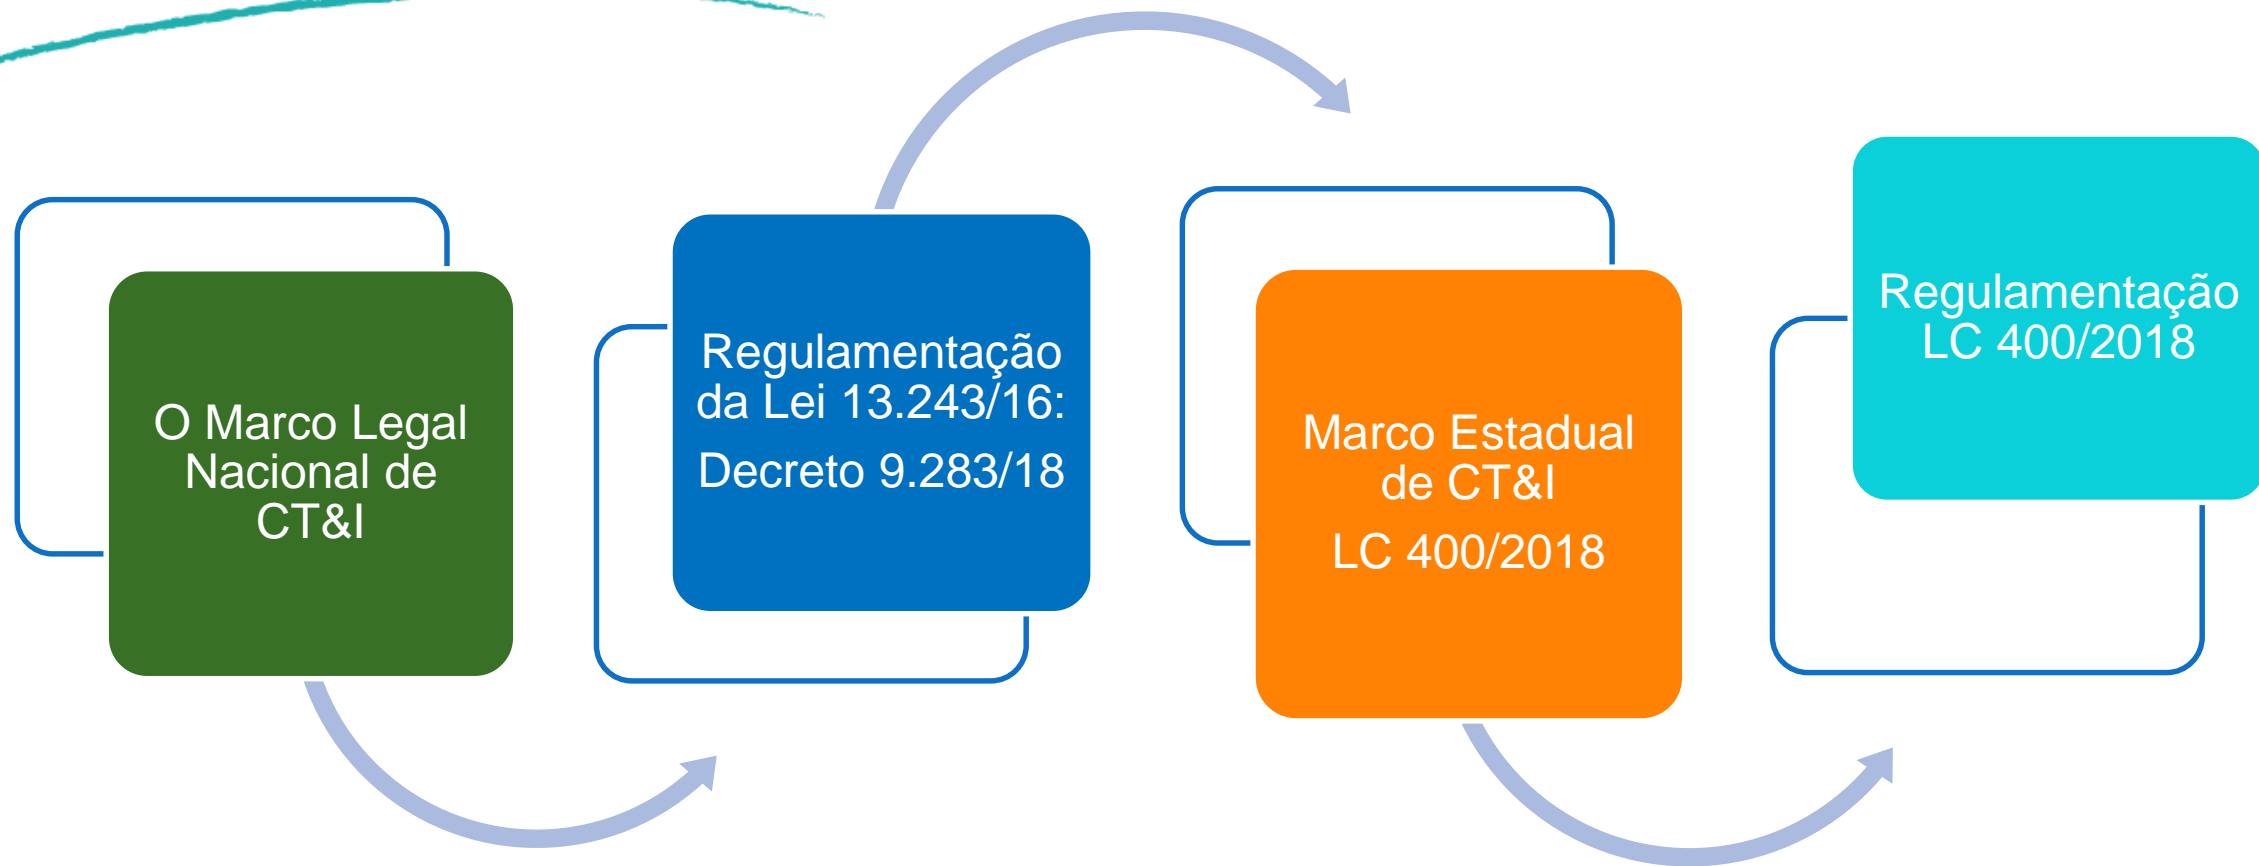 O Marco Legal
Nacional de
CT&I
Regulamentação
da Lei 13.243/16:
Decreto 9.283/18
Marco Estadual
de CT&I
LC 400/2018
Regulamentação
LC 400/2018